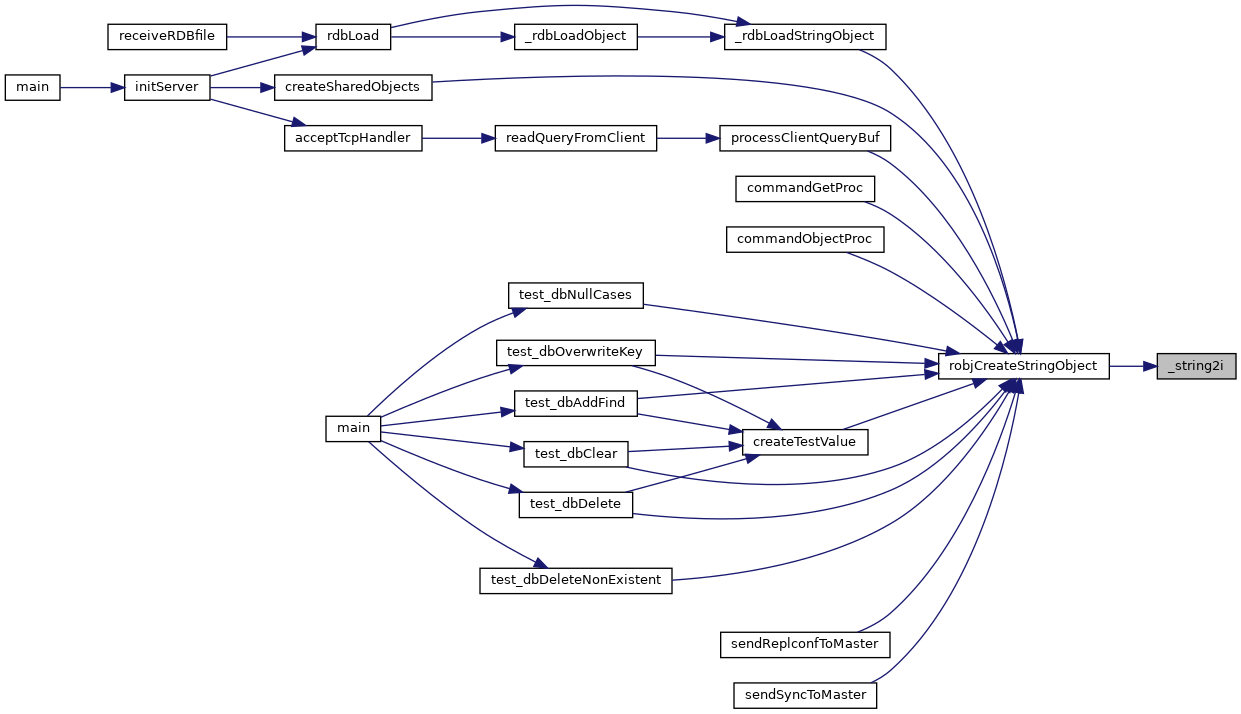 receiveRDBfile
rdbLoad
_rdbLoadObject
_rdbLoadStringObject
main
initServer
createSharedObjects
acceptTcpHandler
readQueryFromClient
processClientQueryBuf
commandGetProc
commandObjectProc
test_dbNullCases
test_dbOverwriteKey
robjCreateStringObject
_string2i
test_dbAddFind
main
createTestValue
test_dbClear
test_dbDelete
test_dbDeleteNonExistent
sendReplconfToMaster
sendSyncToMaster